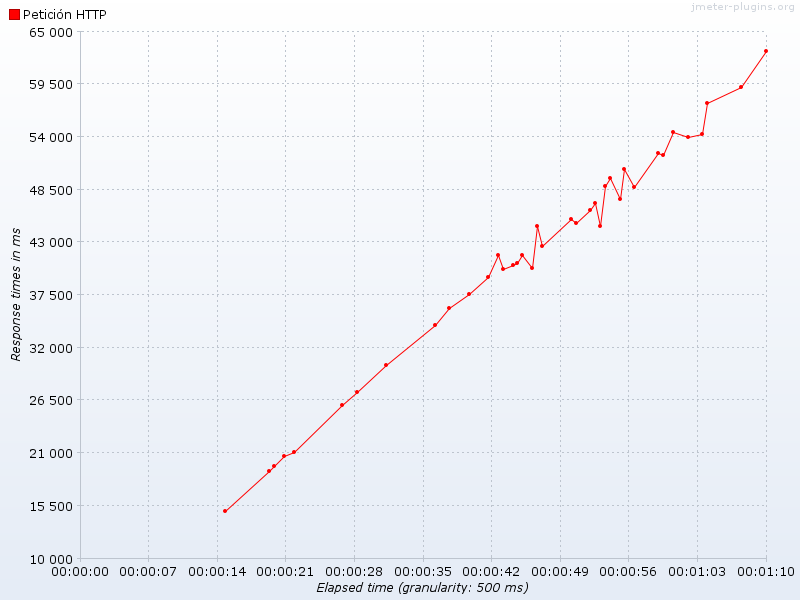 jmeter-plugins.org
Petición HTTP
65 000
59 500
54 000
48 500
43 000
37 500
32 000
26 500
21 000
15 500
10 000
Response times in ms
00:00:00 00:00:07 00:00:14 00:00:21 00:00:28 00:00:35 00:00:42 00:00:49 00:00:56 00:01:03 00:01:10
Elapsed time (granularity: 500 ms)